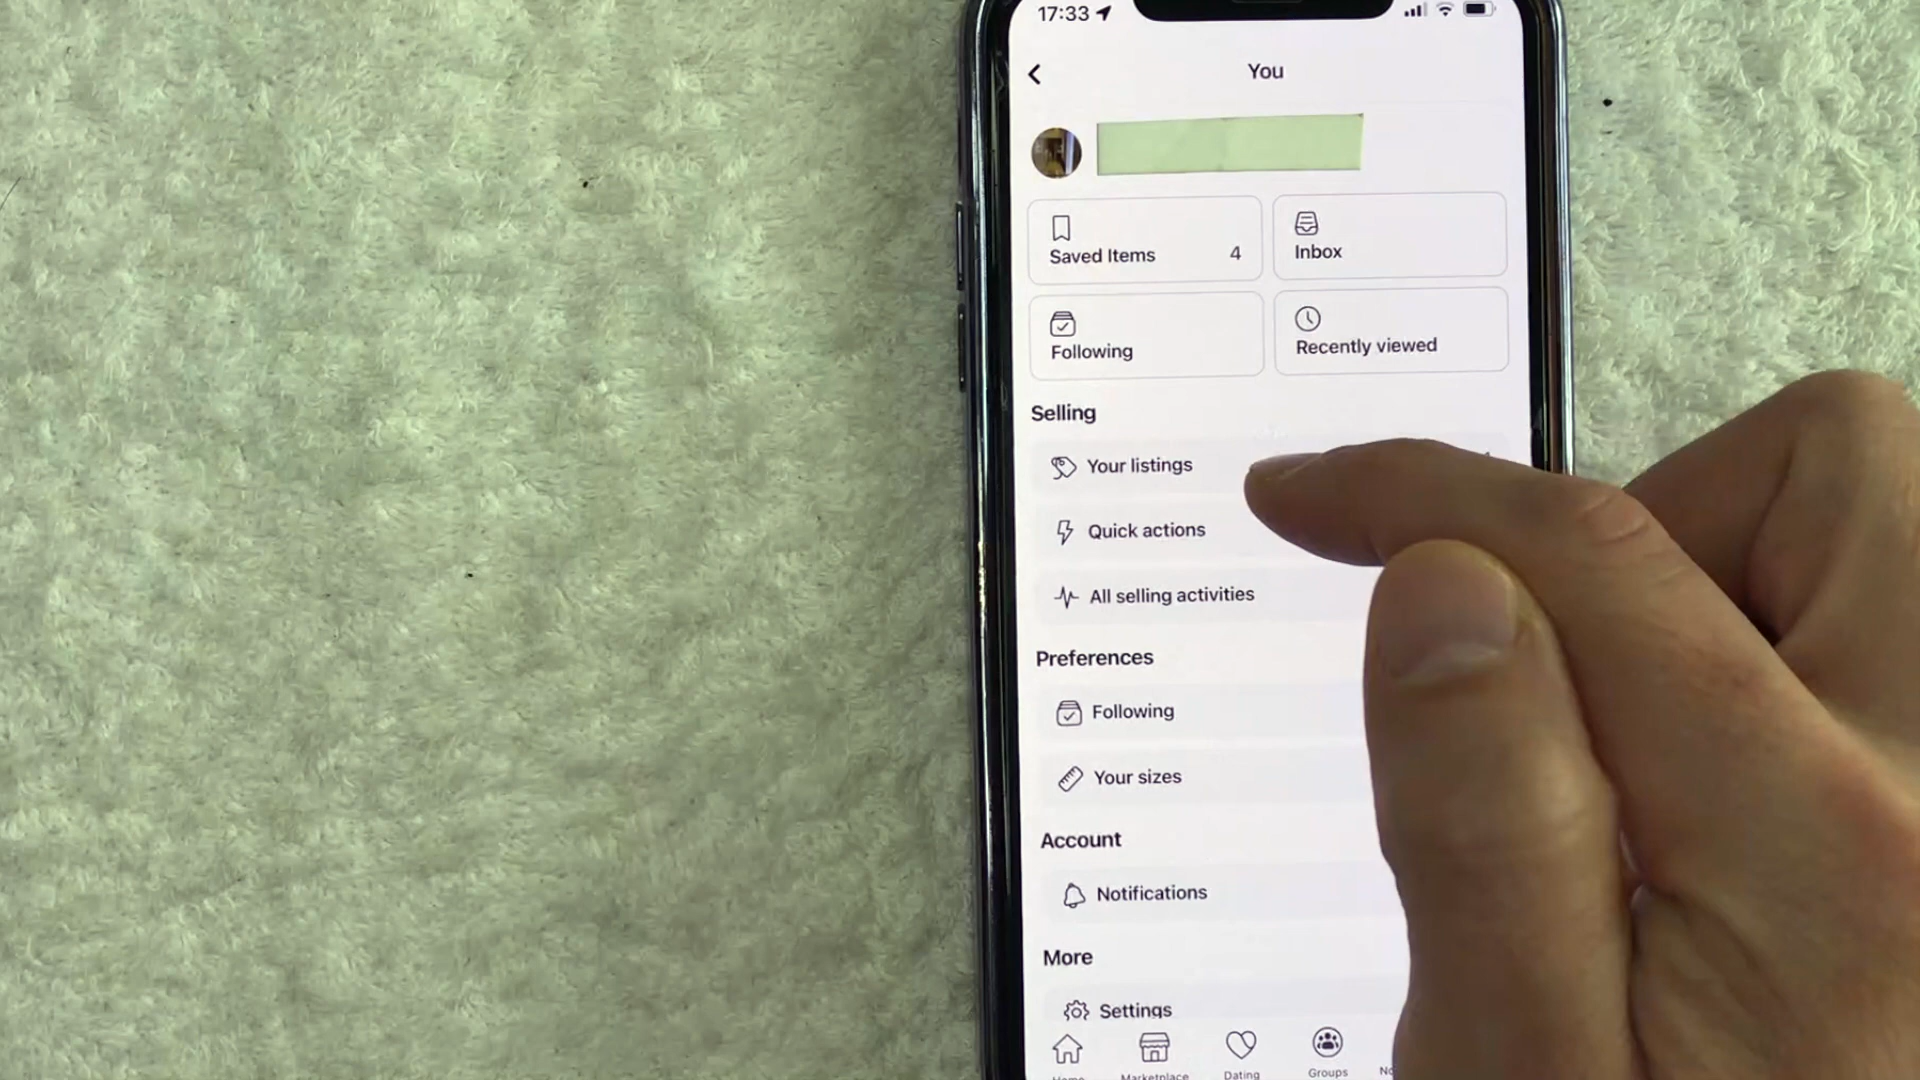 17:33
You
Saved Items 4
Inbox
Following
Recently viewed
Selling
Your listings
Quick actions
All selling activities
Preferences
Following
Your sizes
Account
Notifications
More
Settings
Home Marketplace Dating Groups